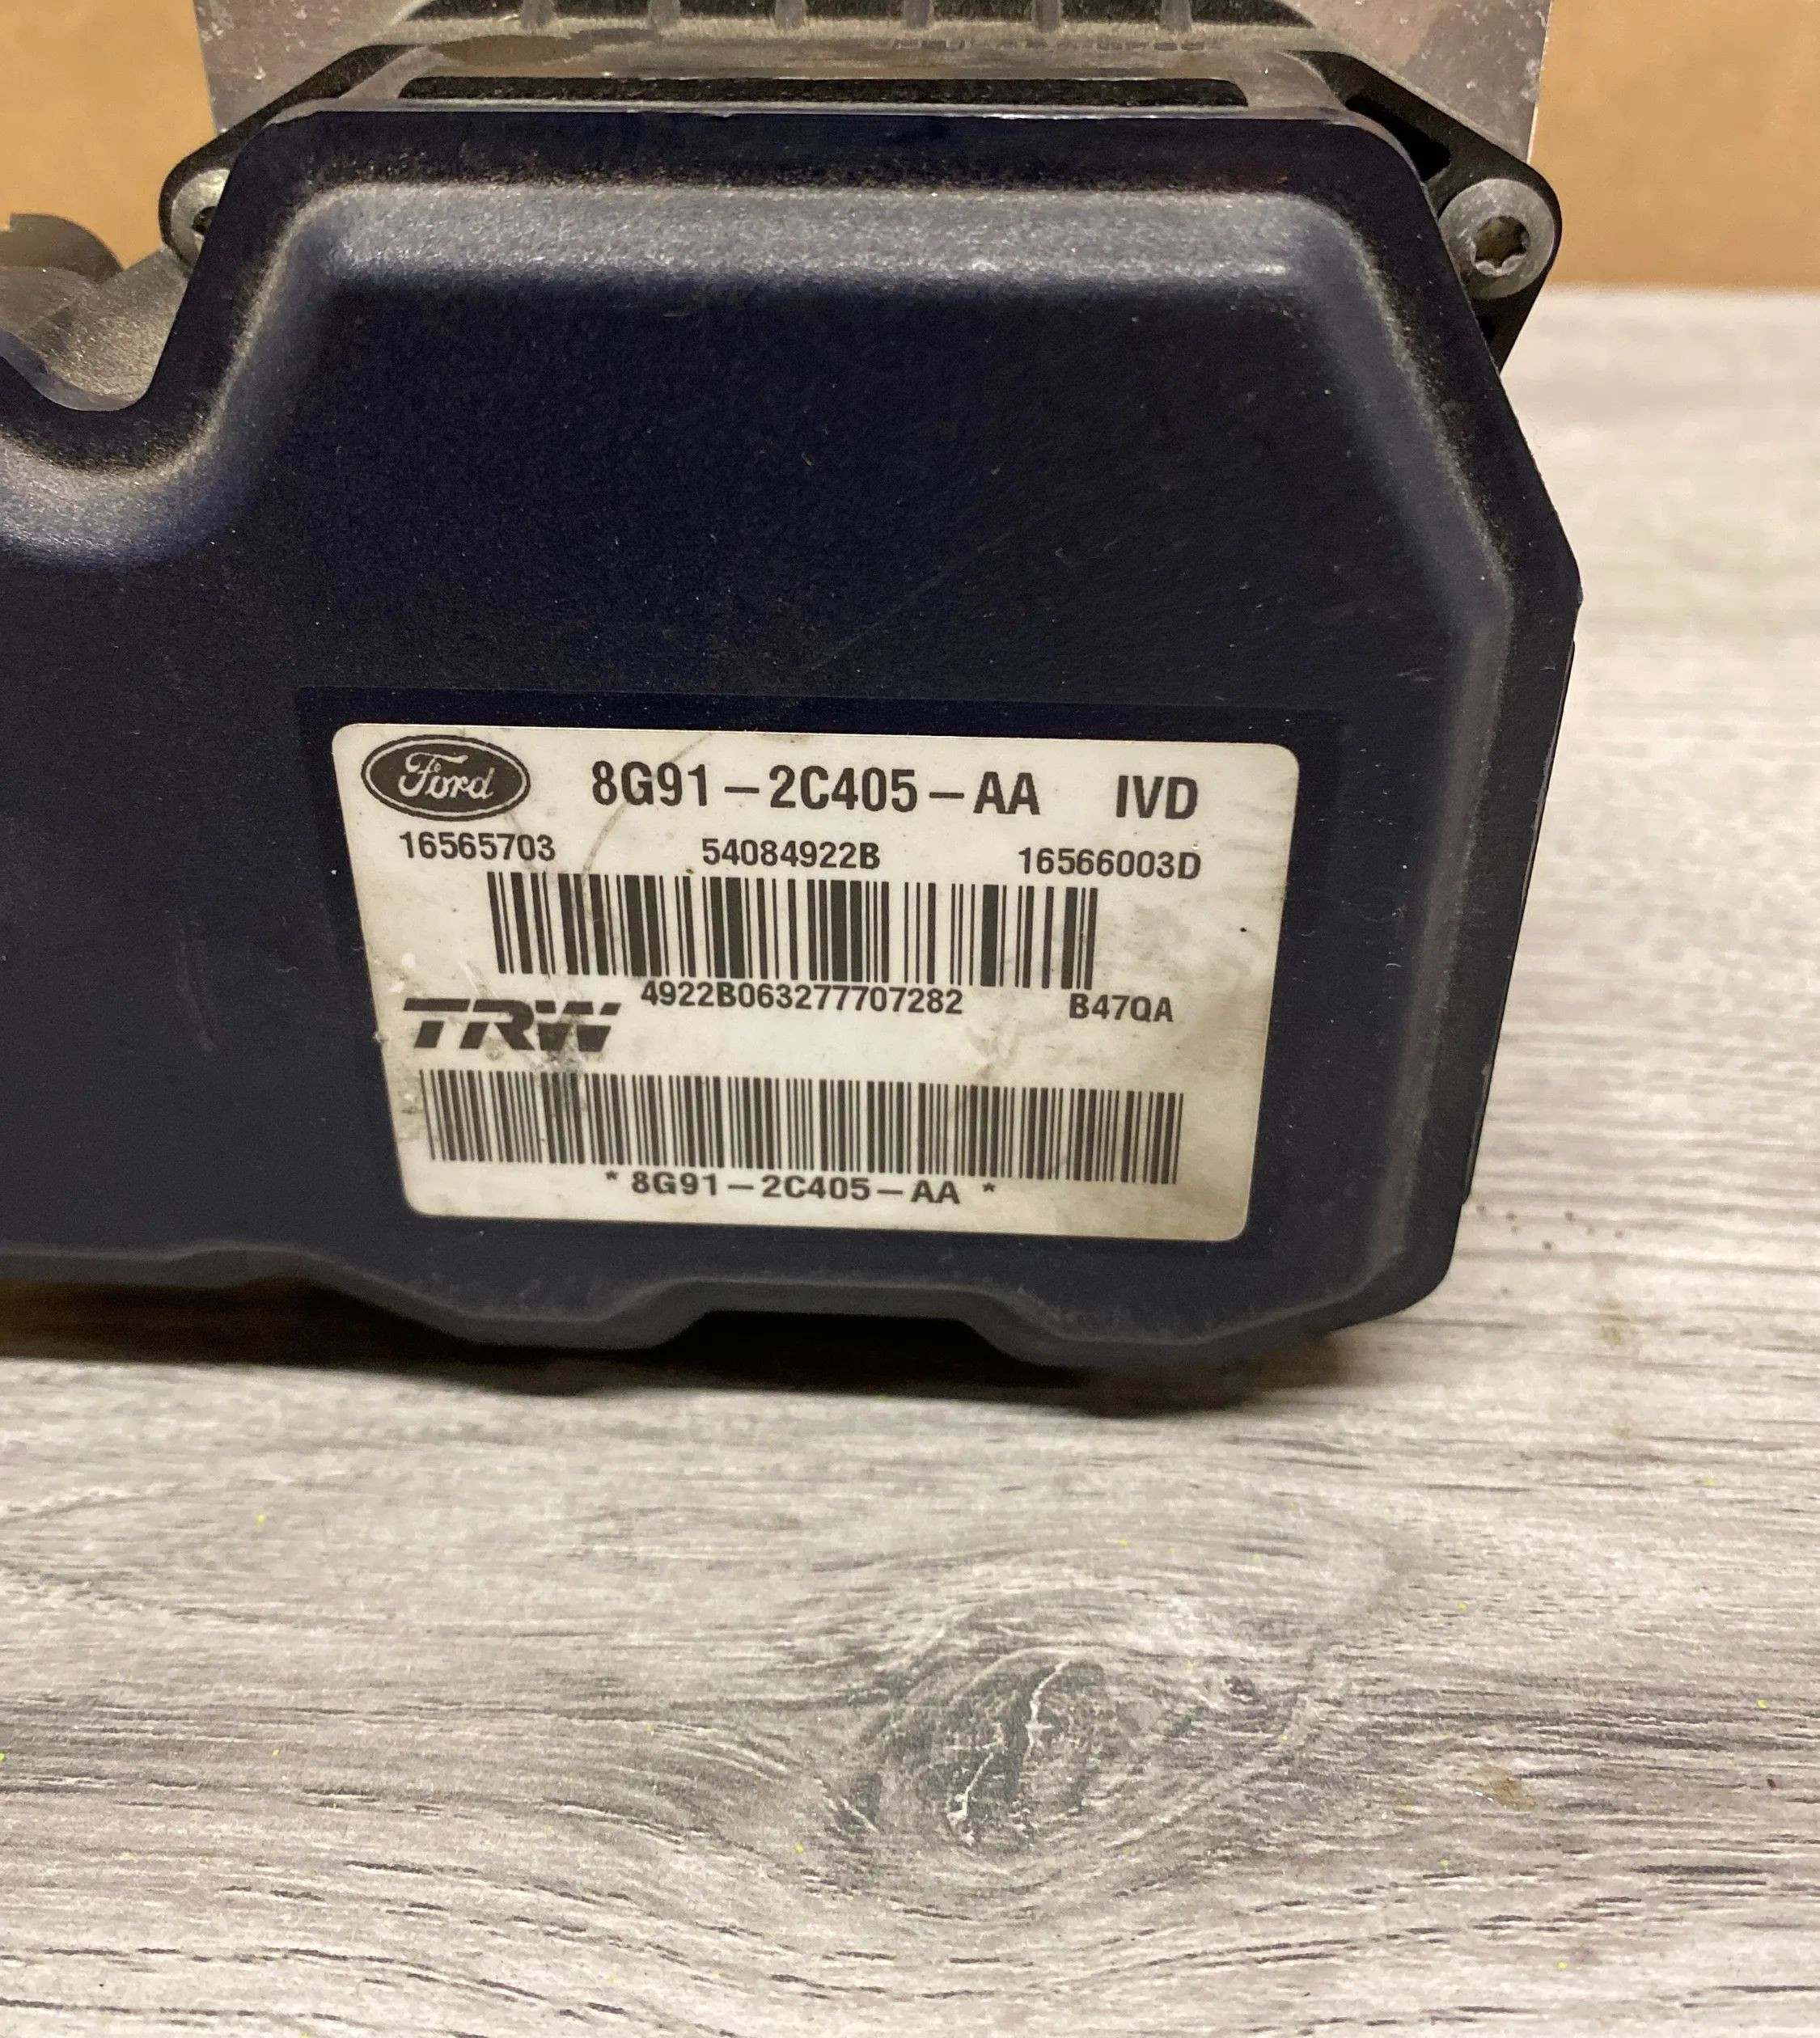 Ford 8G91-2C405-AA IVD
16565703 54084922B 16566003D
4922B063277707282 B47QA
TRW
* 8G91-2C405-AA *